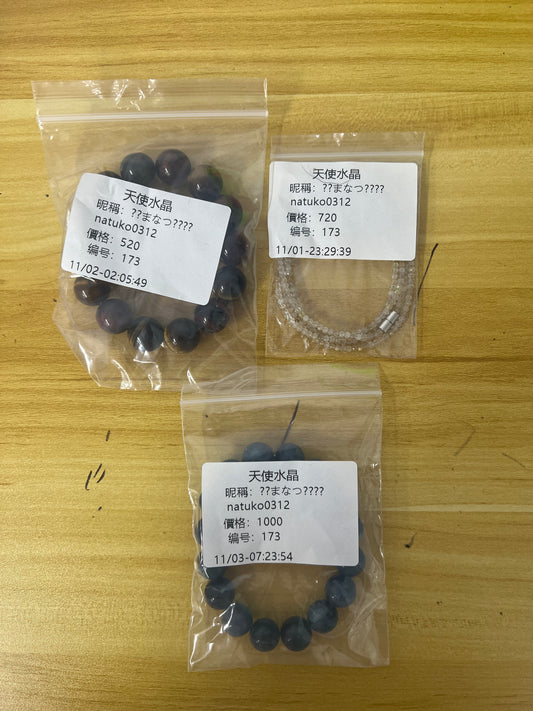 天使水晶
昵稱：??まなつ????
natuko0312
價格：520
编号：173
11/02-02:05:49
天使水晶
昵稱：??まなつ????
natuko0312
價格：720
编号：173
11/01-23:29:39
天使水晶
昵稱：??まなつ????
natuko0312
價格：1000
编号：173
11/03-07:23:54